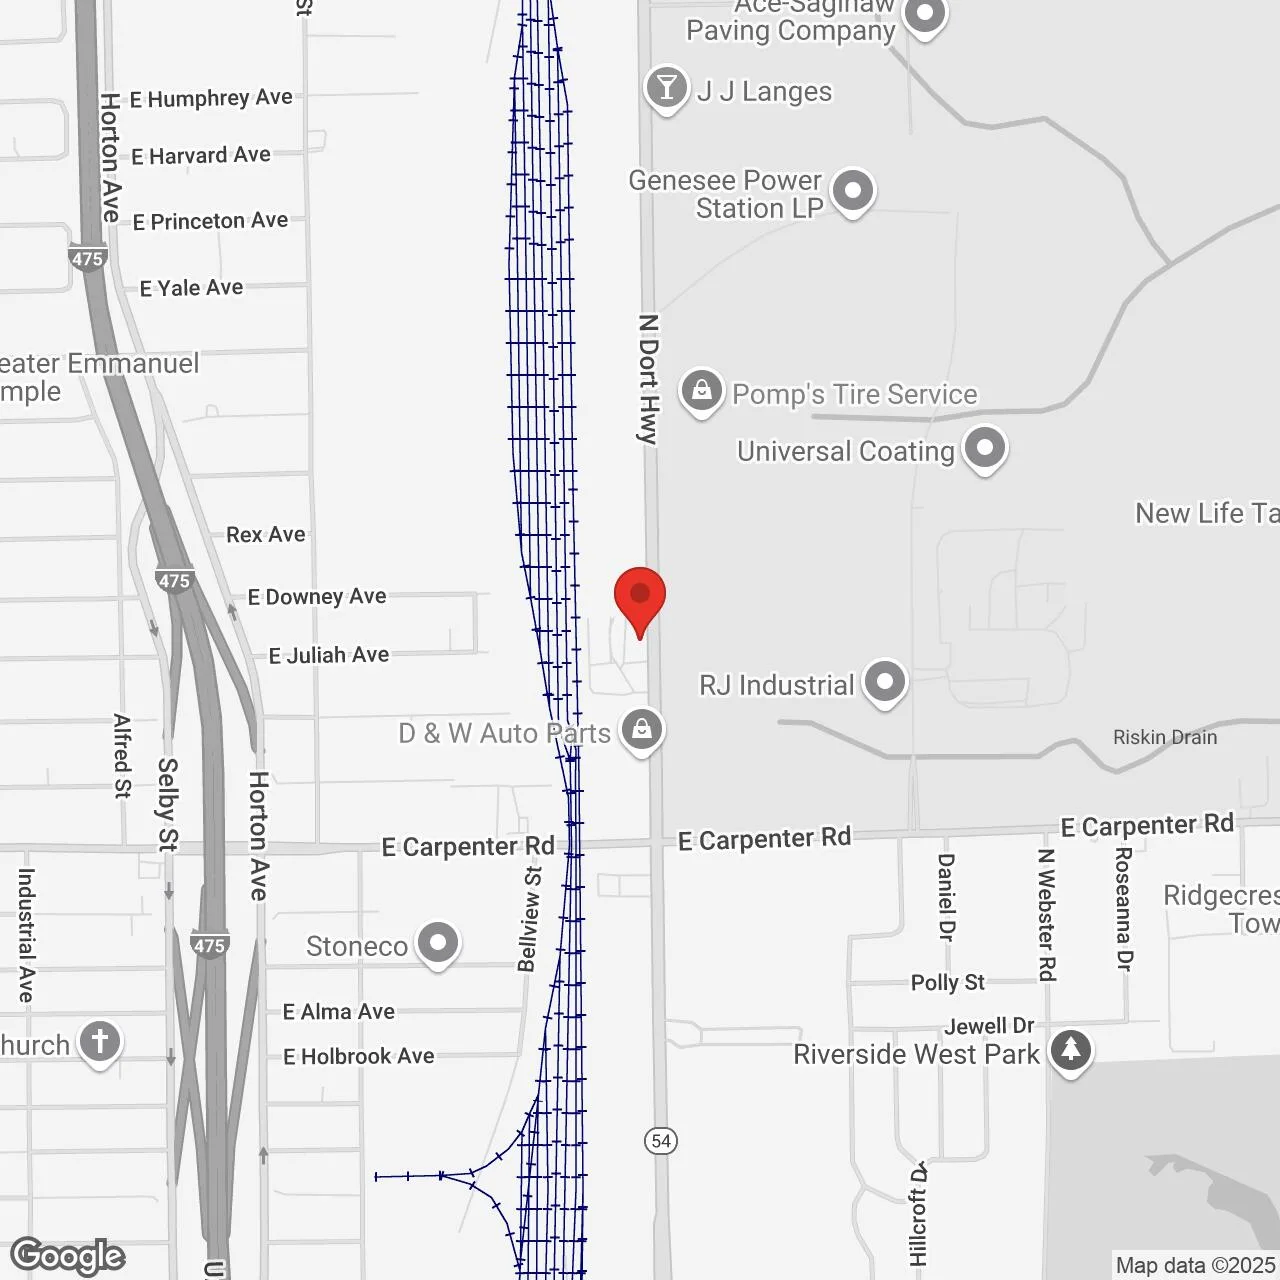 St
Ace-Saginaw
Paving Company
Horton Ave
E Humphrey Ave
J J Langes
E Harvard Ave
Genesee Power
Station LP
E Princeton Ave
475
E Yale Ave
N Dort Hwy
eater Emmanuel
mple
Pomp's Tire Service
Universal Coating
New Life Ta
Rex Ave
475
E Downey Ave
E Juliah Ave
RJ Industrial
D & W Auto Parts
Riskin Drain
Alfred St
Selby St
Horton Ave
E Carpenter Rd
E Carpenter Rd
E Carpenter Rd
Industrial Ave
Bellview St
Daniel Dr
N Webster Rd
Roseanna Dr
Ridgecres
Tow
475
Stoneco
Polly St
E Alma Ave
Jewell Dr
hurch
E Holbrook Ave
Riverside West Park
54
Hillcroft Dr
Google
Map data ©2025